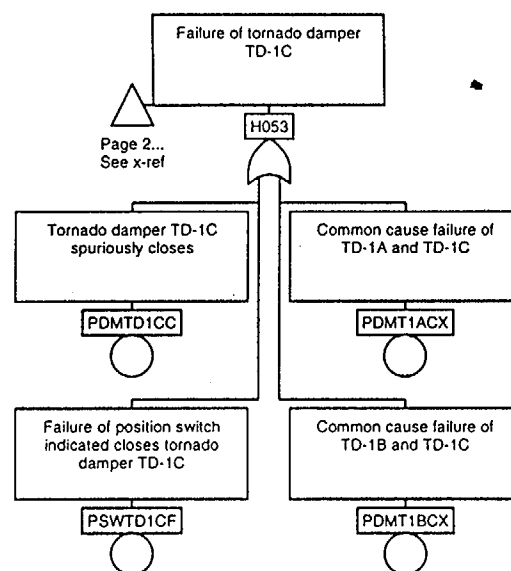 Failure of tornado damper
TD-1C
Page 2...
See x-ref
H053
Tornado damper TD-1C
spuriously closes
Common cause failure of
TD-1A and TD-1C
PDMTD1CC
PDMT1ACX
Failure of position switch
indicated closes tornado
damper TD-1C
Common cause failure of
TD-1B and TD-1C
PSWTD1CF
PDMT1BCX